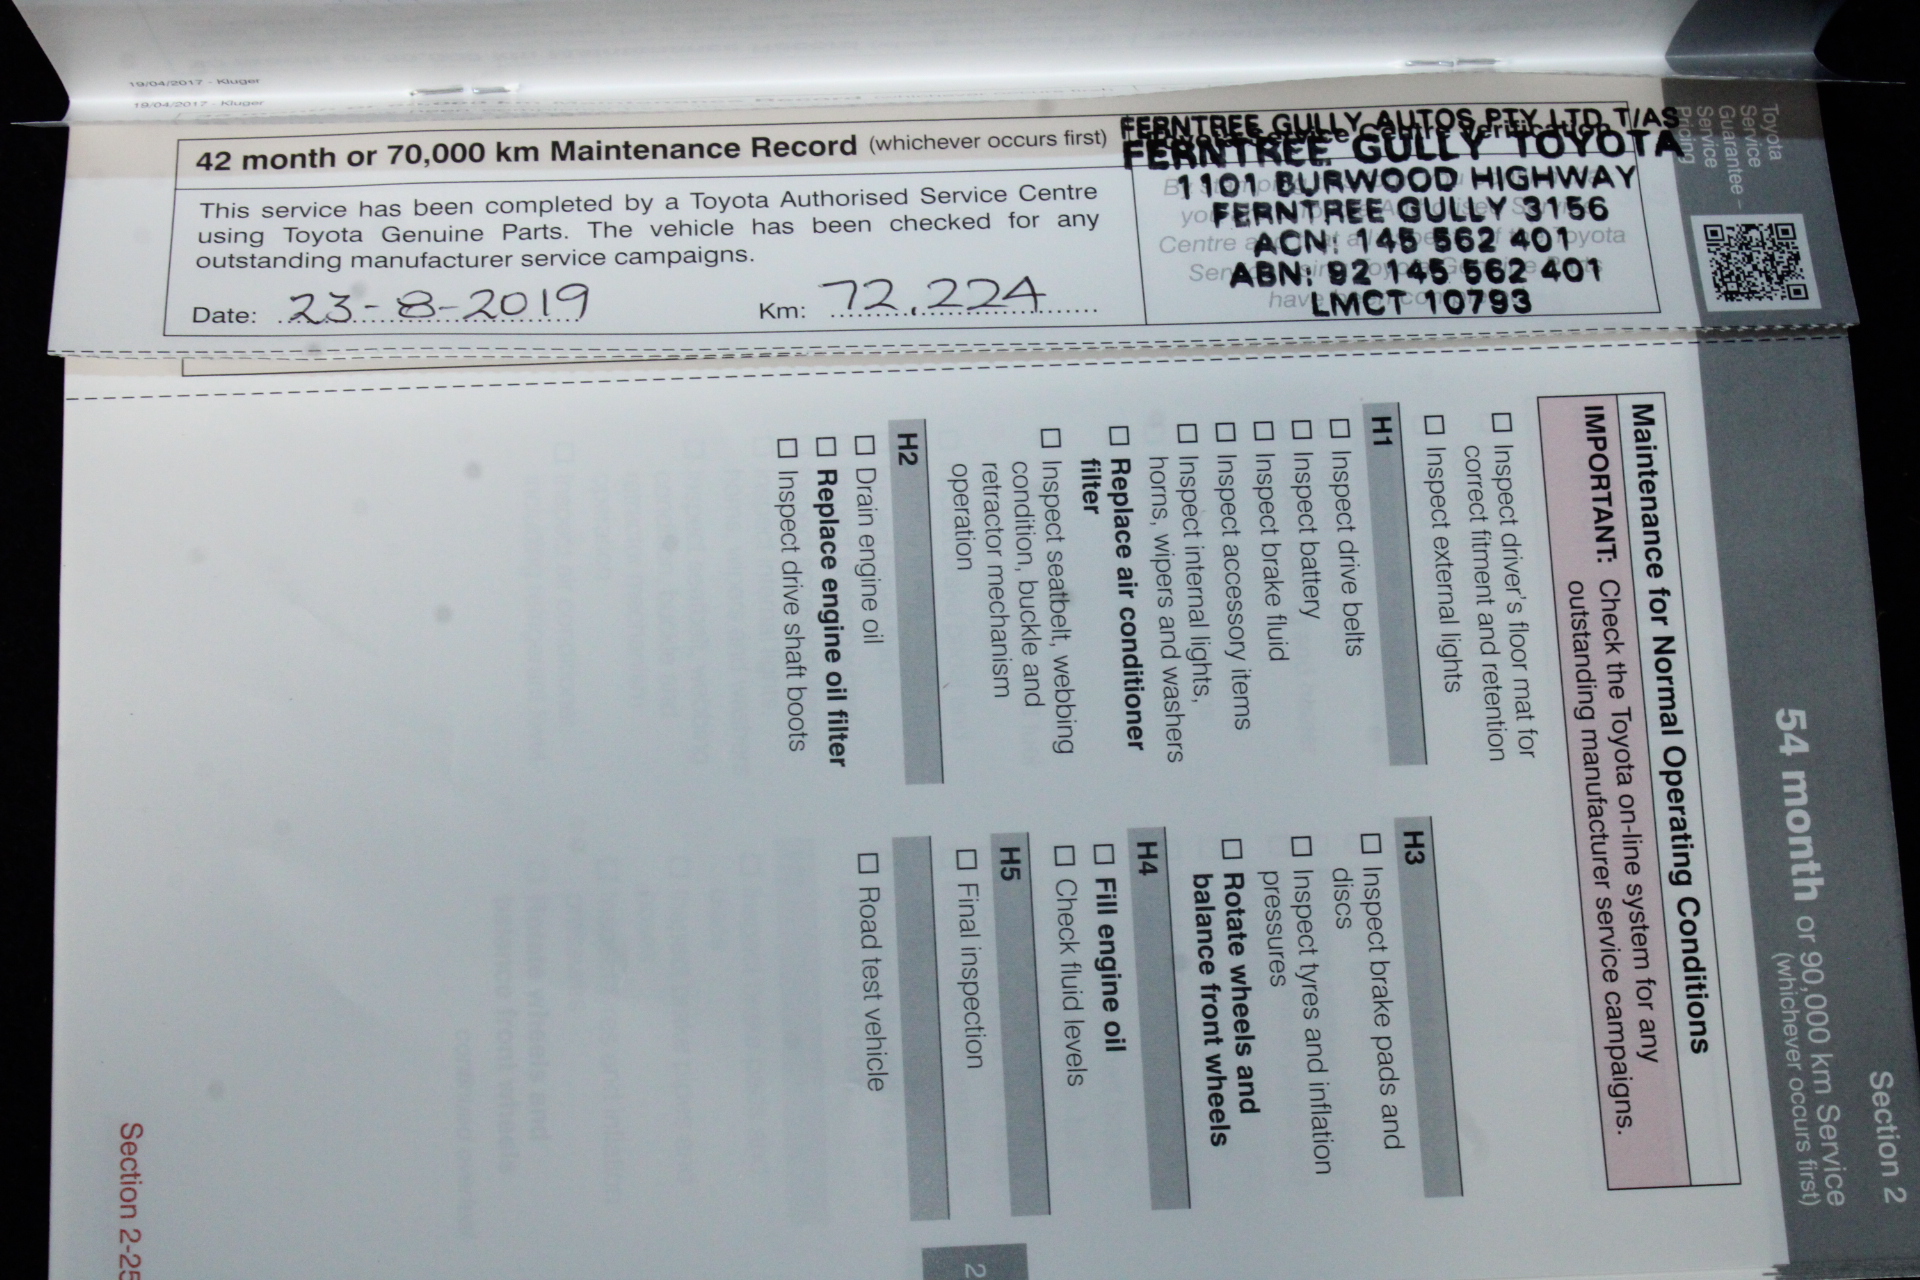 19/04/2017 - Kluger
19/04/2017 - Kluger
42 month or 70,000 km Maintenance Record (whichever occurs first)
This service has been completed by a Toyota Authorised Service Centre
using Toyota Genuine Parts. The vehicle has been checked for any
outstanding manufacturer service campaigns.
Date: 23-8-2019 Km: 72,224
FERNTREE GULLY AUTOS PTY LTD T/AS
FERNTREE GULLY TOYOTA
1101 BURWOOD HIGHWAY
FERNTREE GULLY 3156
ACN: 145 562 401
ABN: 92 145 562 401
LMCT 10793
Toyota
Service
Guarantee –
Service
Pricing
Section 2
54 month or 90,000 km Service
(whichever occurs first)
Maintenance for Normal Operating Conditions
IMPORTANT: Check the Toyota on-line system for any
outstanding manufacturer service campaigns.
Inspect driver's floor mat for
correct fitment and retention
Inspect external lights
H1
Inspect drive belts
Inspect battery
Inspect brake fluid
Inspect accessory items
Inspect internal lights,
horns, wipers and washers
Replace air conditioner
filter
Inspect seatbelt, webbing
condition, buckle and
retractor mechanism
operation
H2
Drain engine oil
Replace engine oil filter
Inspect drive shaft boots
H3
Inspect brake pads and
discs
Inspect tyres and inflation
pressures
Rotate wheels and
balance front wheels
H4
Fill engine oil
Check fluid levels
H5
Final inspection
Road test vehicle
2
Section 2-25